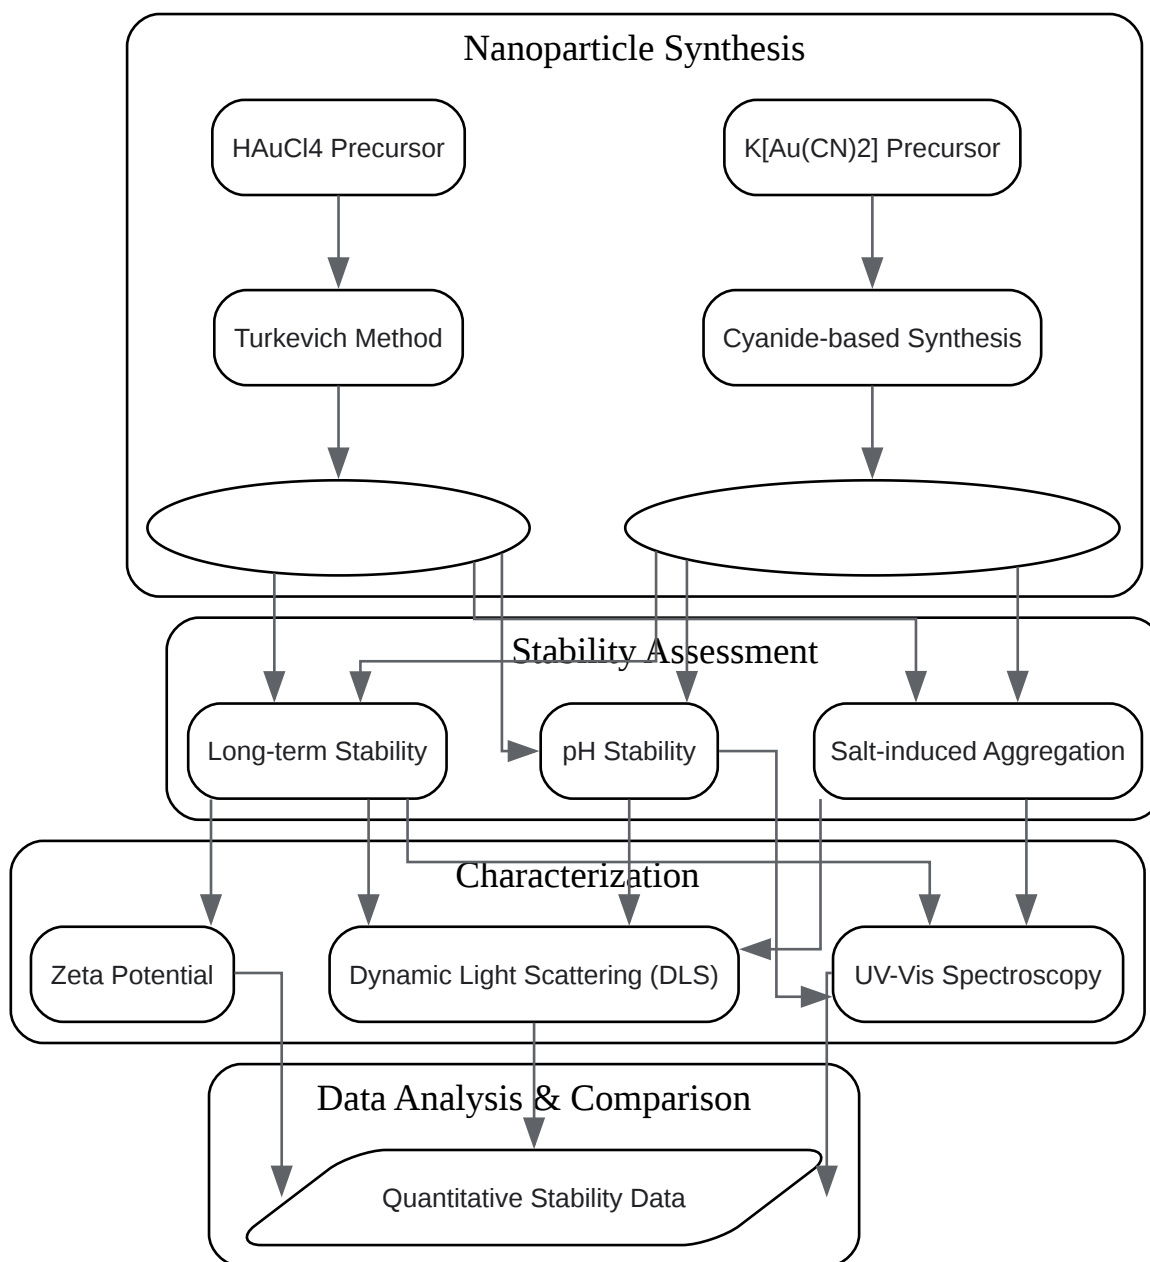 Nanoparticle Synthesis
HAuCl4 Precursor
K[Au(CN)2] Precursor
Turkevich Method
Cyanide-based Synthesis
Stability Assessment
Long-term Stability
pH Stability
Salt-induced Aggregation
Characterization
Zeta Potential
Dynamic Light Scattering (DLS)
UV-Vis Spectroscopy
Data Analysis & Comparison
Quantitative Stability Data